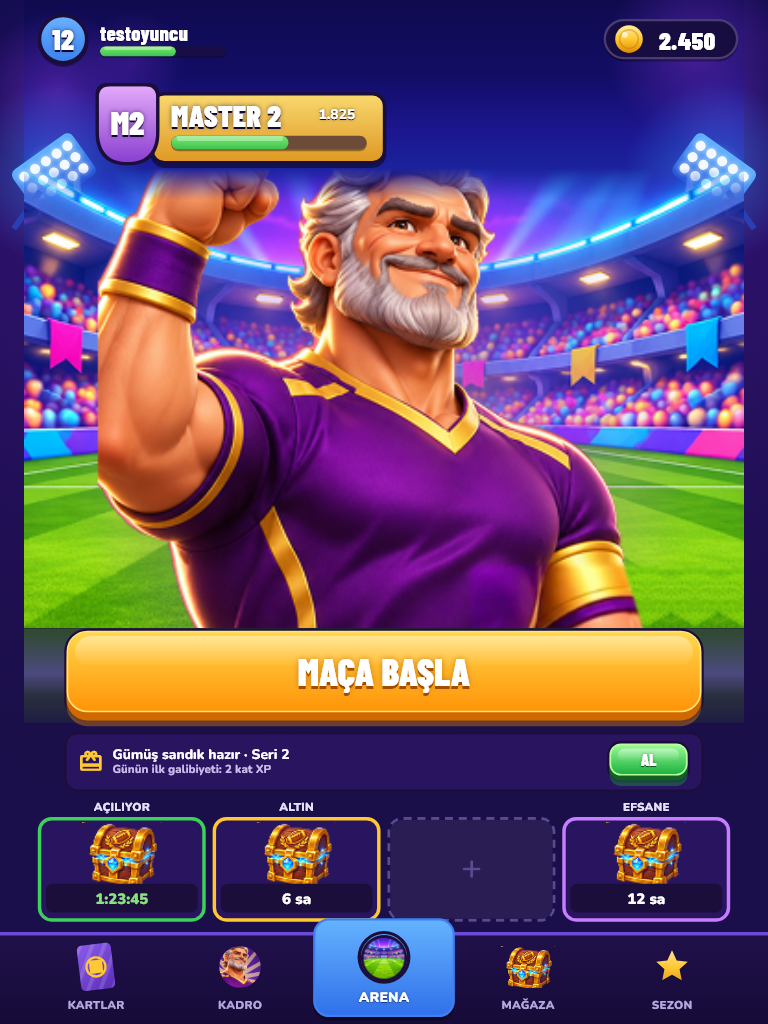 12
testoyuncu
2.450
M2
MASTER 2
1.825
MAÇA BAŞLA
Gümüş sandık hazır · Seri 2
Günün ilk galibiyeti: 2 kat XP
AL
AÇILIYOR
ALTIN
EFSANE
1:23:45
6 sa
+
12 sa
KARTLAR
KADRO
ARENA
MAĞAZA
SEZON